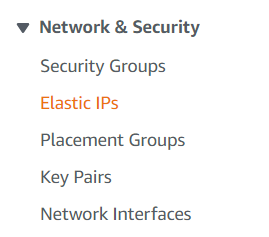 Network & Security
Security Groups
Elastic IPs
Placement Groups
Key Pairs
Network Interfaces